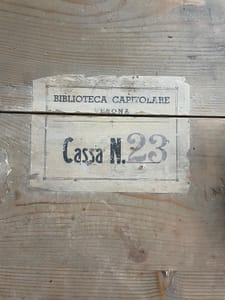 BIBLIOTECA CAPITOLARE
VERONA
Cassa N. 23